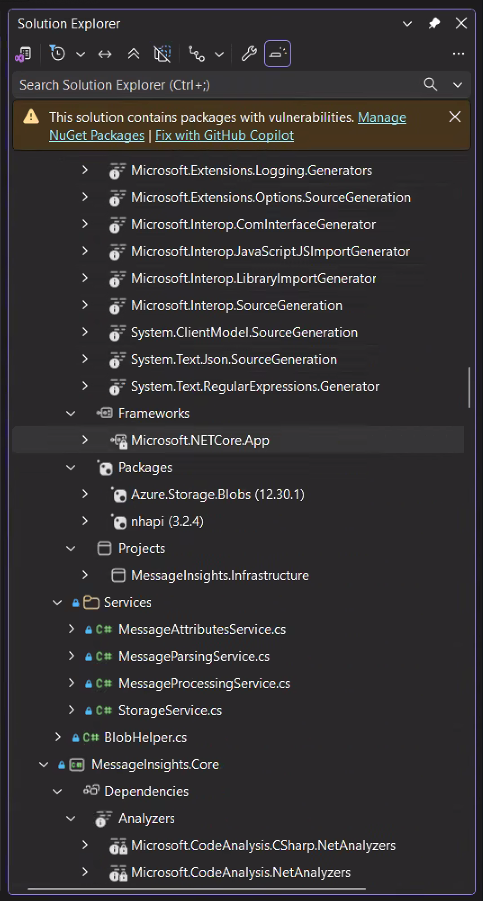 Solution Explorer
Search Solution Explorer (Ctrl+;)
This solution contains packages with vulnerabilities. Manage
NuGet Packages | Fix with GitHub Copilot
Microsoft.Extensions.Logging.Generators
Microsoft.Extensions.Options.SourceGeneration
Microsoft.Interop.ComInterfaceGenerator
Microsoft.Interop.JavaScript.JSImportGenerator
Microsoft.Interop.LibraryImportGenerator
Microsoft.Interop.SourceGeneration
System.ClientModel.SourceGeneration
System.Text.Json.SourceGeneration
System.Text.RegularExpressions.Generator
Frameworks
Microsoft.NETCore.App
Packages
Azure.Storage.Blobs (12.30.1)
nhapi (3.2.4)
Projects
MessageInsights.Infrastructure
Services
C# MessageAttributesService.cs
C# MessageParsingService.cs
C# MessageProcessingService.cs
C# StorageService.cs
C# BlobHelper.cs
MessageInsights.Core
Dependencies
Analyzers
Microsoft.CodeAnalysis.CSharp.NetAnalyzers
Microsoft.CodeAnalysis.NetAnalyzers